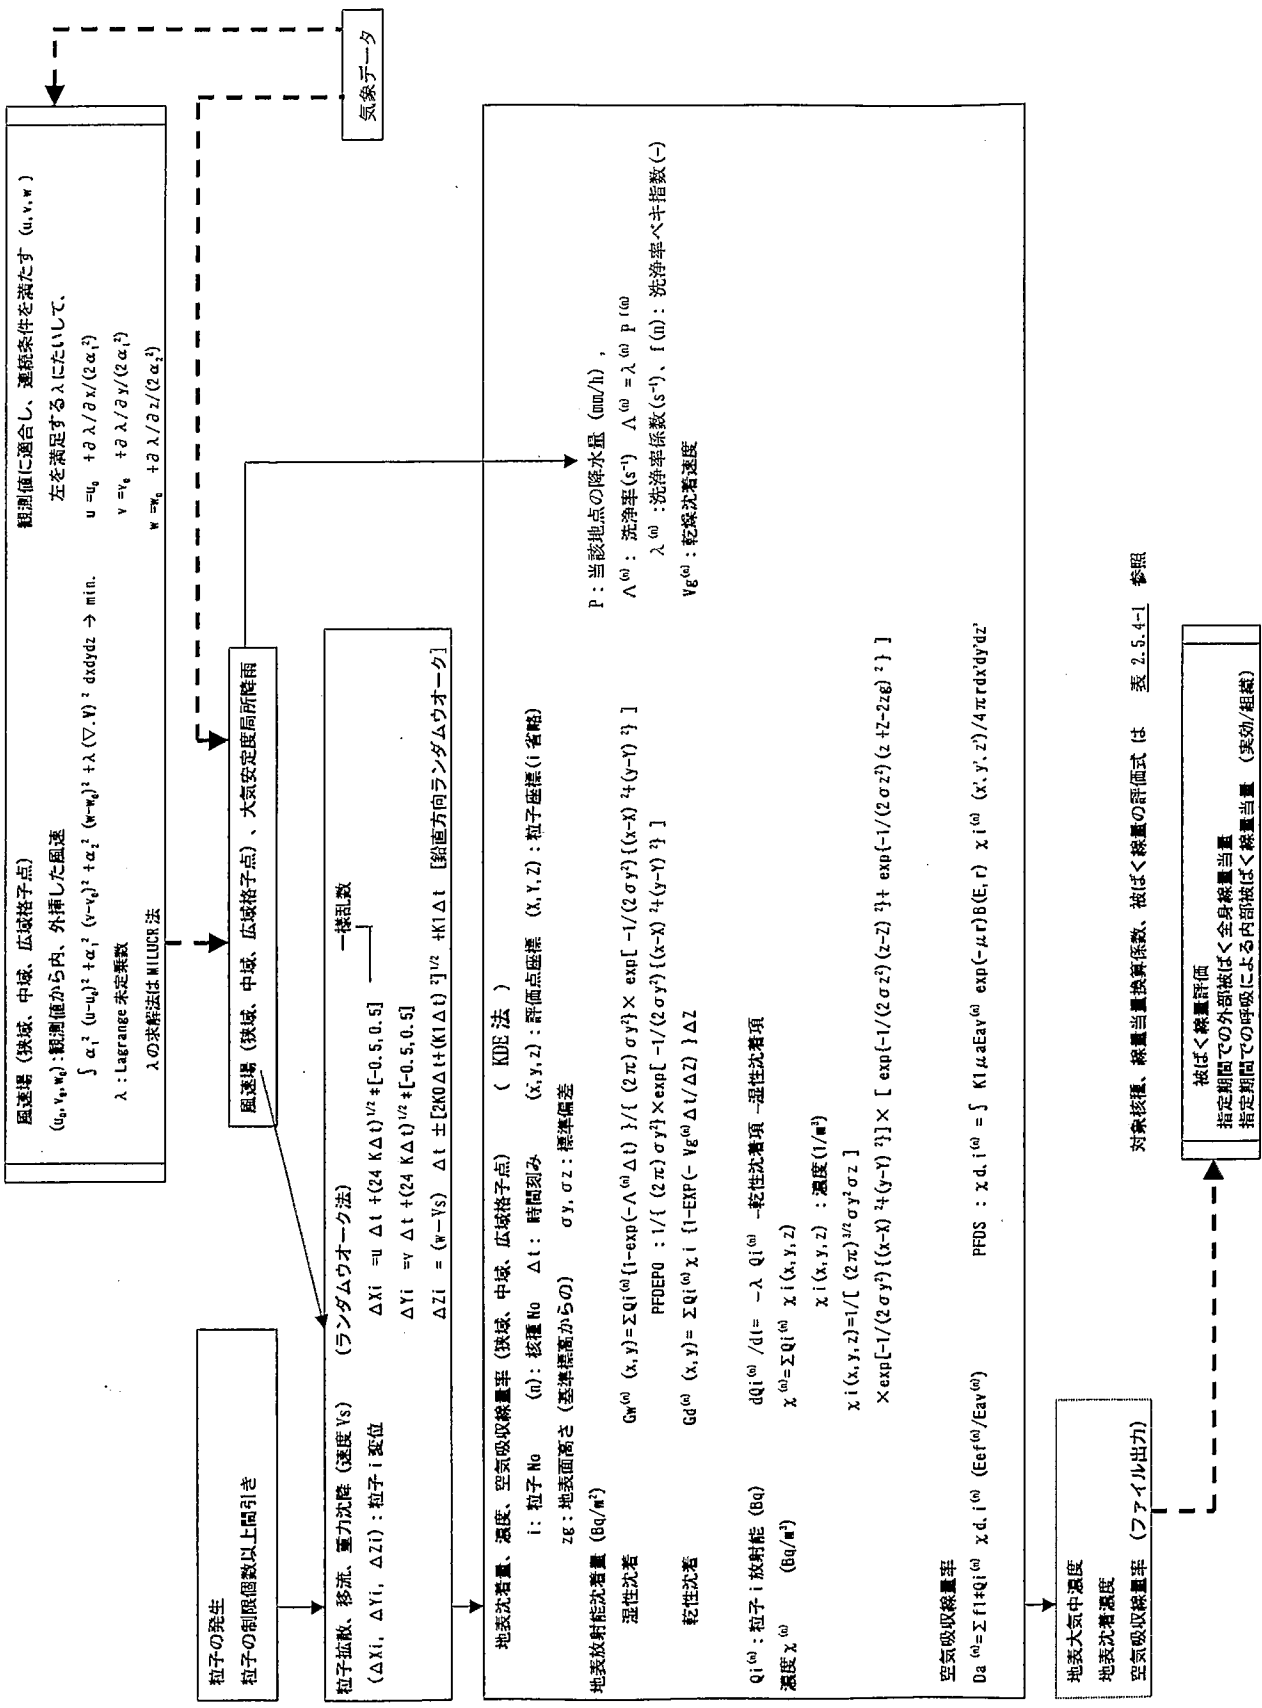 風速場（狭域、中域、広域格子点）
(u₀,v₀,w₀):観測値から内、外挿した風速
∫ α₁² (u-u₀)² +α₁² (v-v₀)² +α₂² (w-w₀)² +λ(∇.V)² dxdydz → min.
λ：Lagrange 未定乗数
λの求解法はMILUCR 法
観測値に適合し、連続条件を満たす (u,v,w)
左を満足するλにたいして、
u =u₀ +∂λ/∂x/(2α₁²)
v =v₀ +∂λ/∂y/(2α₁²)
w =w₀ +∂λ/∂z/(2α₂²)
気象データ
風速場（狭域、中域、広域格子点）、大気安定度局所降雨
粒子の発生
粒子の制限個数以上間引き
粒子拡散、移流、重力沈降（速度 Vs） （ランダムウオーク法）
(ΔXi, ΔYi, ΔZi)：粒子 i 変位
一様乱数
ΔXi =u Δt +(24 KΔt)^1/2 *[-0.5,0.5]
ΔYi =v Δt +(24 KΔt)^1/2 *[-0.5,0.5]
ΔZi = (w-Vs) Δt ±[2K0Δt+(K1Δt)²]^1/2 +K1Δt [鉛直方向ランダムウオーク]
地表沈着量、濃度、空気吸収線量率（狭域、中域、広域格子点） （ KDE 法 ）
i：粒子 No (n)：核種 No Δt：時間刻み (x,y,z)：評価点座標 (X,Y,Z)：粒子座標(i 省略)
zg：地表面高さ（基準標高からの） σy,σz：標準偏差
地表放射能沈着量 (Bq/m²)
湿性沈着 Gw⁽ⁿ⁾ (x,y)=ΣQi⁽ⁿ⁾{1-exp(-Λ⁽ⁿ⁾Δt) }/{ (2π) σy²}× exp[ -1/(2σy²){(x-X)²+(y-Y)²} ]
PFDEPO : 1/{ (2π) σy²}×exp[ -1/(2σy²){(x-X)²+(y-Y)²} ]
乾性沈着 Gd⁽ⁿ⁾ (x,y)= ΣQi⁽ⁿ⁾χi {1-EXP(- Vg⁽ⁿ⁾Δt/ΔZ) }ΔZ
P：当該地点の降水量 (mm/h) ,
Λ⁽ⁿ⁾：洗浄率(s⁻¹) Λ⁽ⁿ⁾ =λ⁽ⁿ⁾ P^f(n)
λ⁽ⁿ⁾：洗浄率係数(s⁻¹)、f(n)：洗浄率ベキ指数(-)
Vg⁽ⁿ⁾：乾燥沈着速度
Qi⁽ⁿ⁾：粒子 i 放射能 (Bq) dQi⁽ⁿ⁾/dt= -λ Qi⁽ⁿ⁾ -乾性沈着項 -湿性沈着項
濃度χ⁽ⁿ⁾ (Bq/m³) χ⁽ⁿ⁾=ΣQi⁽ⁿ⁾ χi(x,y,z)
χi(x,y,z) ：濃度(1/m³)
χi(x,y,z)=1/[ (2π)^3/2 σy²σz ]
×exp[-1/(2σy²){(x-X)²+(y-Y)²}]× [ exp{-1/(2σz²)(z-Z)²}+ exp{-1/(2σz²)(z+Z-2zg)²} ]
空気吸収線量率
Da⁽ⁿ⁾=Σf1*Qi⁽ⁿ⁾ χd,i⁽ⁿ⁾ (Eef⁽ⁿ⁾/Eav⁽ⁿ⁾) PFDS : χd,i⁽ⁿ⁾ = ∫ K1μaEav⁽ⁿ⁾ exp(-μr)B(E,r) χi⁽ⁿ⁾ (x',y',z')/4πrdx'dy'dz'
対象核種、線量当量換算係数、被ばく線量の評価式 は 表 2.5.4-1 参照
地表大気中濃度
地表沈着濃度
空気吸収線量率 （ファイル出力）
被ばく線量評価
指定期間での外部被ばく全身線量当量
指定期間での呼吸による内部被ばく線量当量 （実効/組織）